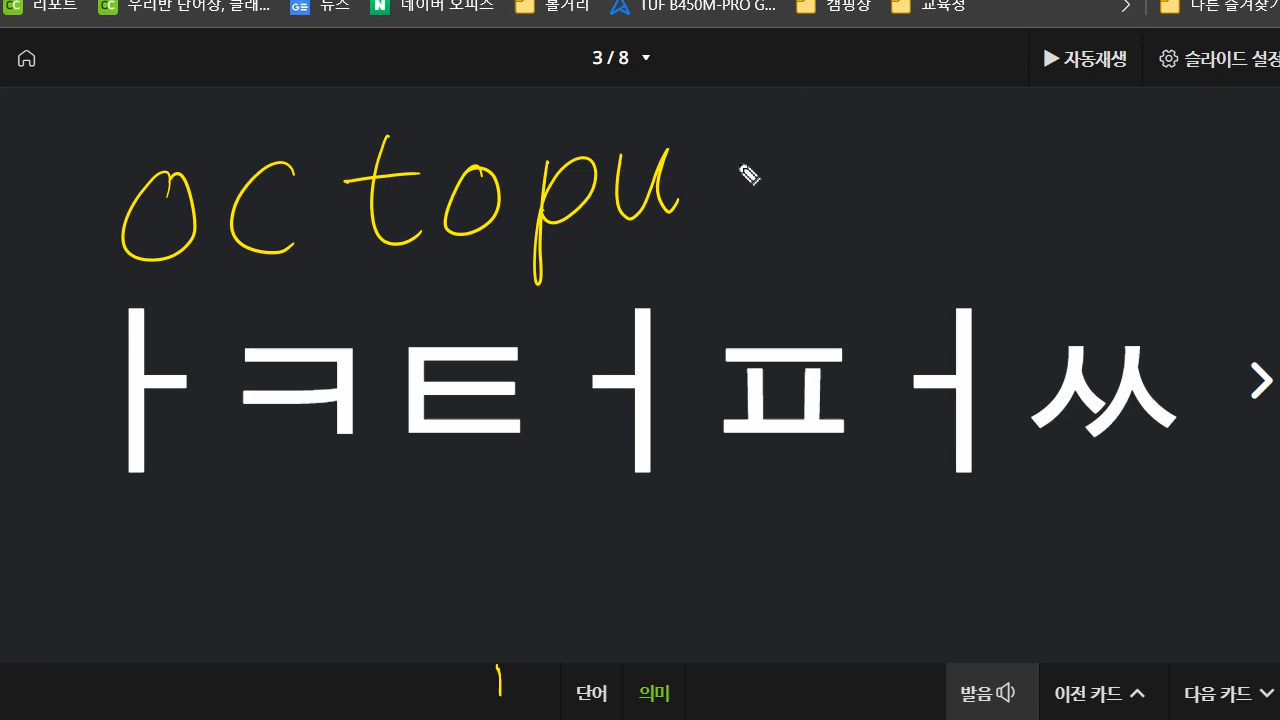 리포트 우리반 단어장, 클래... 뉴스 네이버 오피스 볼거리 TUF B450M-PRO G... 캠핑장 교육청 다른 즐겨찾기
3 / 8 자동재생 슬라이드 설정
octopu
ㅏㅋㅌㅓㅍㅓㅆ
단어 의미 발음 이전 카드 다음 카드